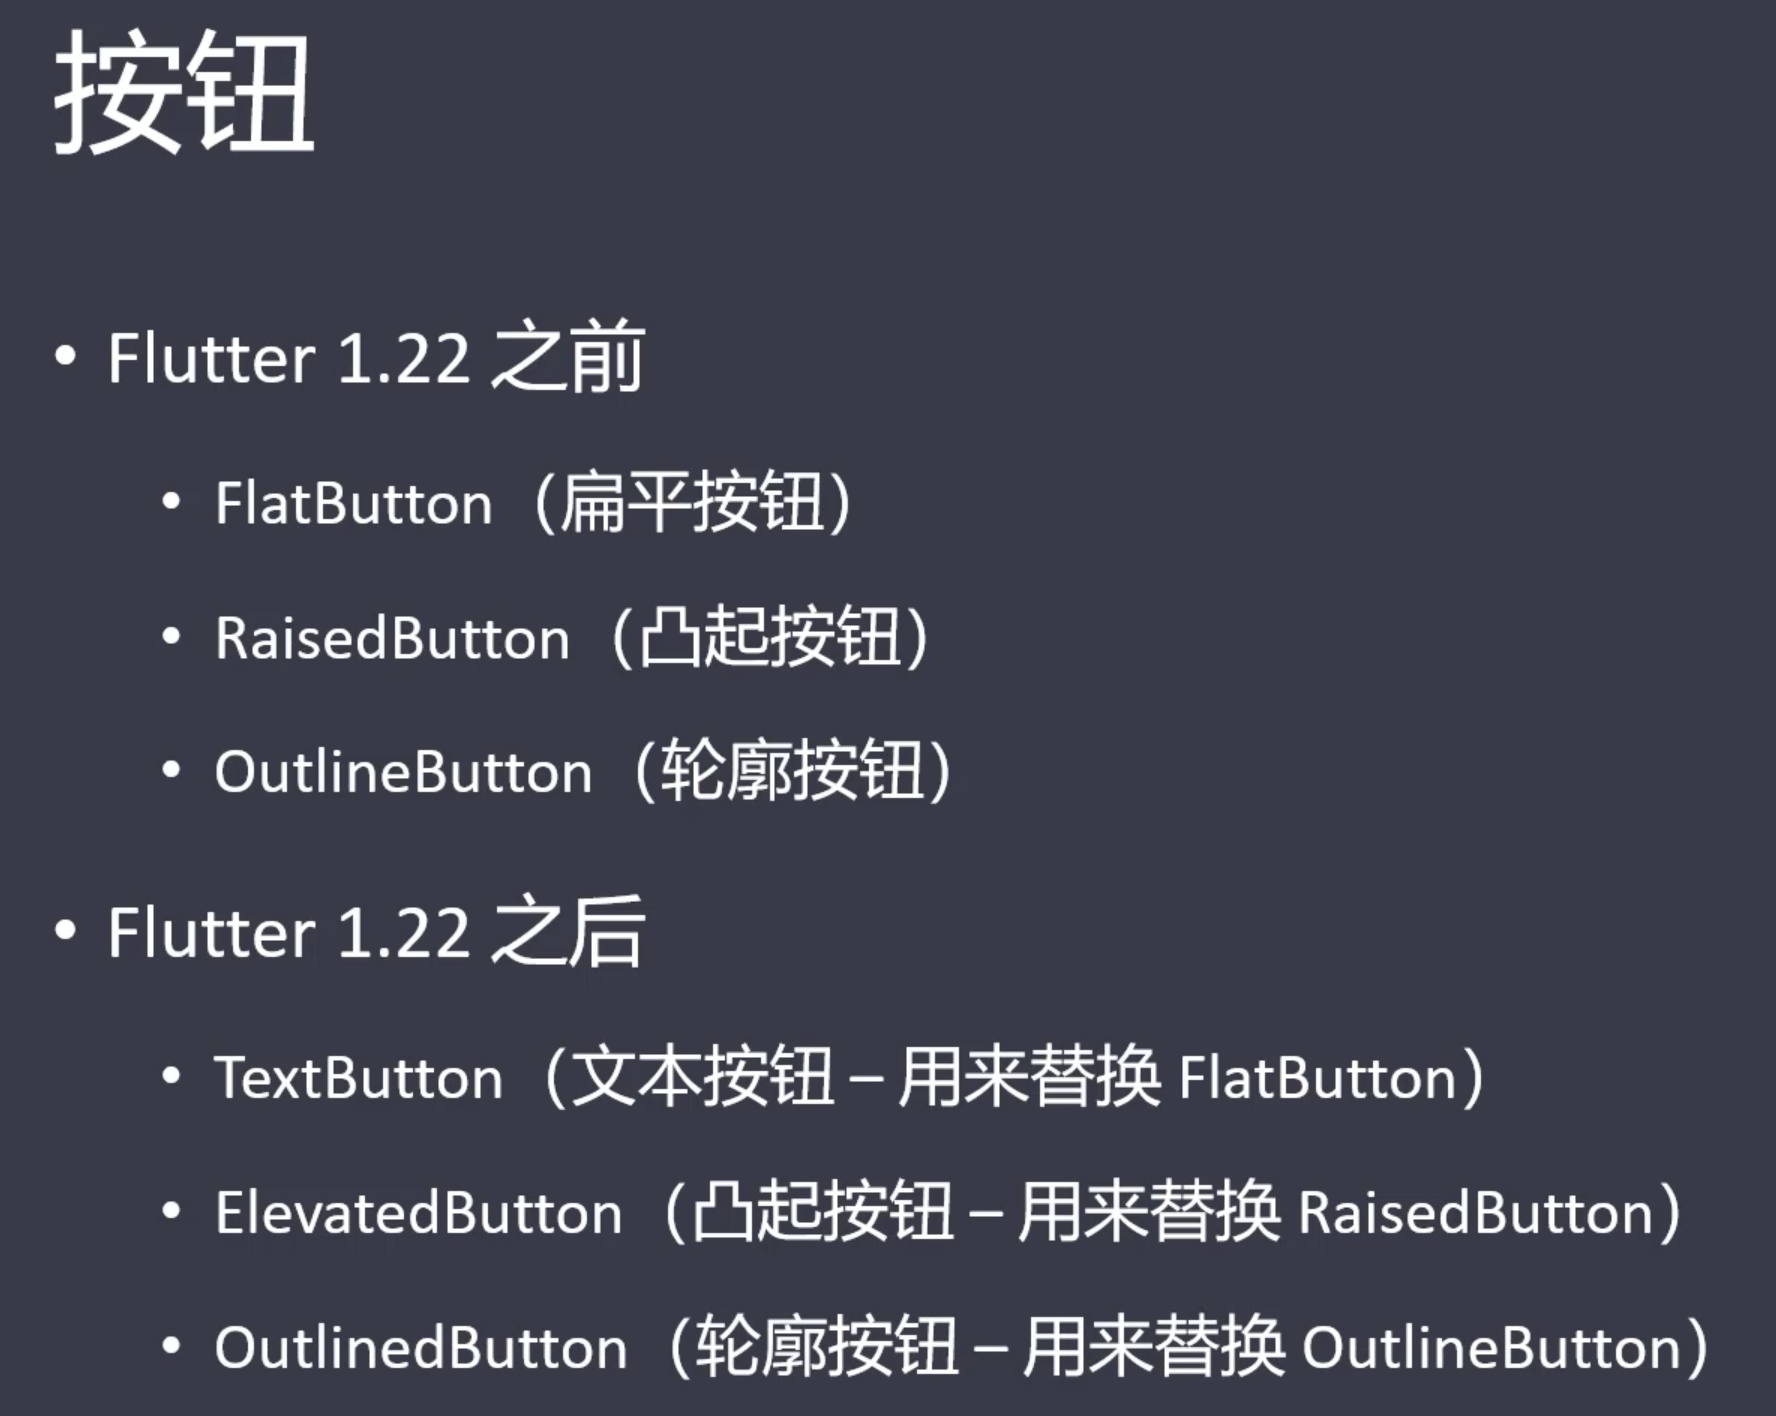 按钮
• Flutter 1.22 之前
• FlatButton（扁平按钮）
• RaisedButton（凸起按钮）
• OutlineButton（轮廓按钮）
• Flutter 1.22 之后
• TextButton（文本按钮 – 用来替换 FlatButton）
• ElevatedButton（凸起按钮 – 用来替换 RaisedButton）
• OutlinedButton（轮廓按钮 – 用来替换 OutlineButton）